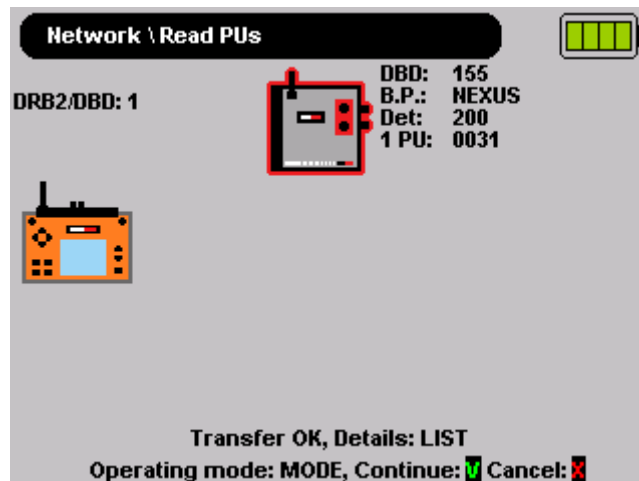 Network \ Read PUs
DRB2/DBD: 1
DBD: 155
B.P.: NEXUS
Det: 200
1 PU: 0031
Transfer OK, Details: LIST
Operating mode: MODE, Continue: V Cancel: X